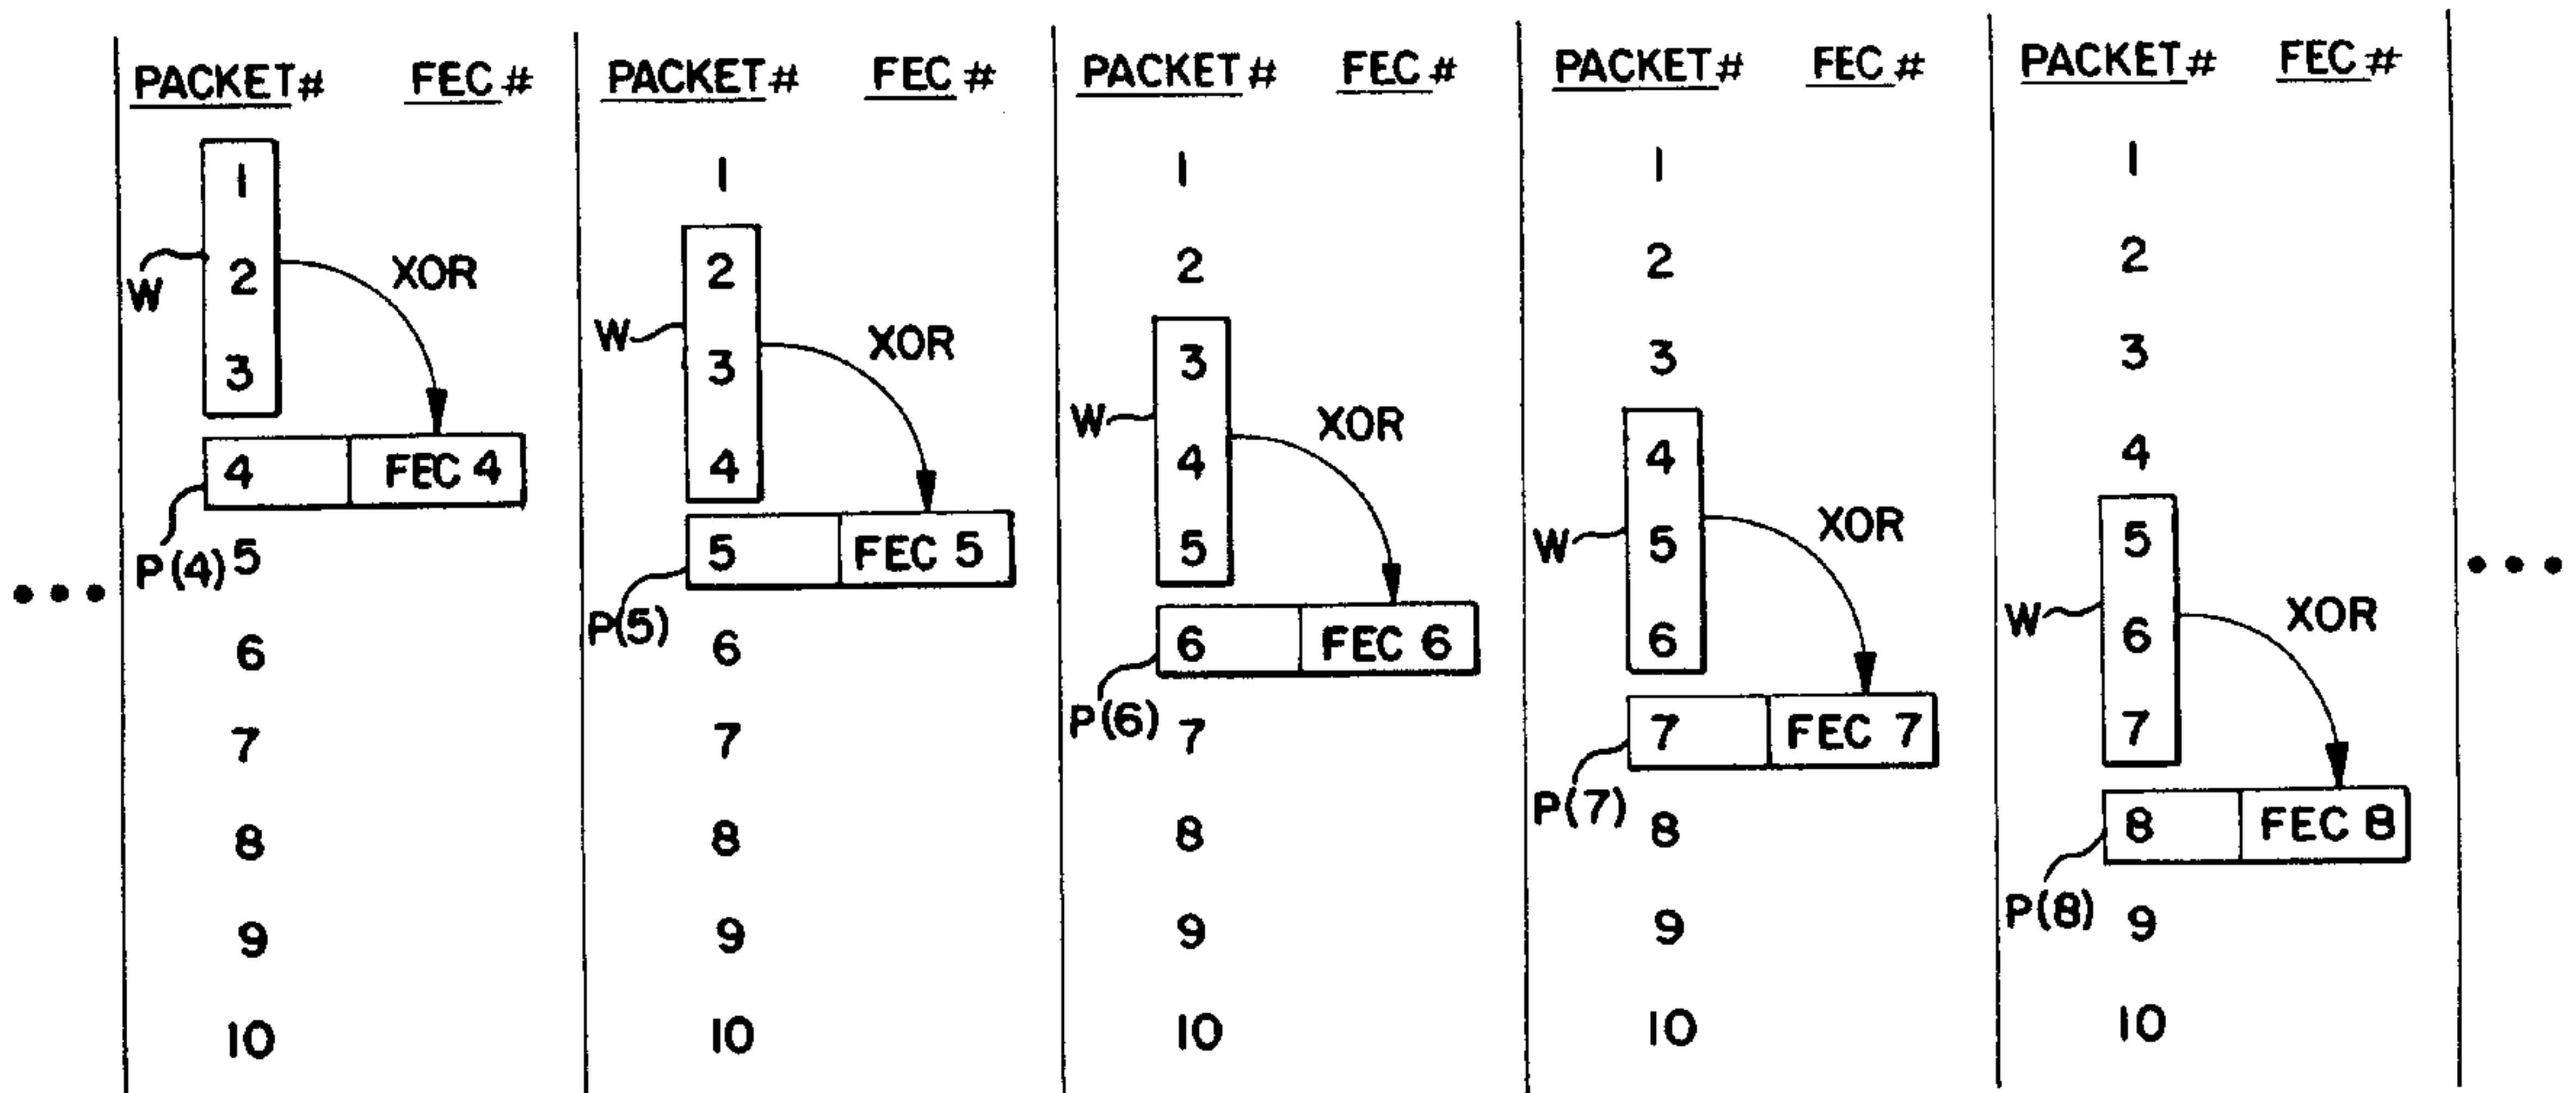 PACKET# FEC#
1
2
3
W
XOR
4 FEC 4
P(4)
5
6
7
8
9
10
PACKET# FEC#
1
2
3
4
W
XOR
5 FEC 5
P(5)
6
7
8
9
10
PACKET# FEC#
1
2
3
4
5
W
XOR
6 FEC 6
P(6)
7
8
9
10
PACKET# FEC#
1
2
3
4
5
6
W
XOR
7 FEC 7
P(7)
8
9
10
PACKET# FEC#
1
2
3
4
5
6
7
W
XOR
8 FEC 8
P(8)
9
10